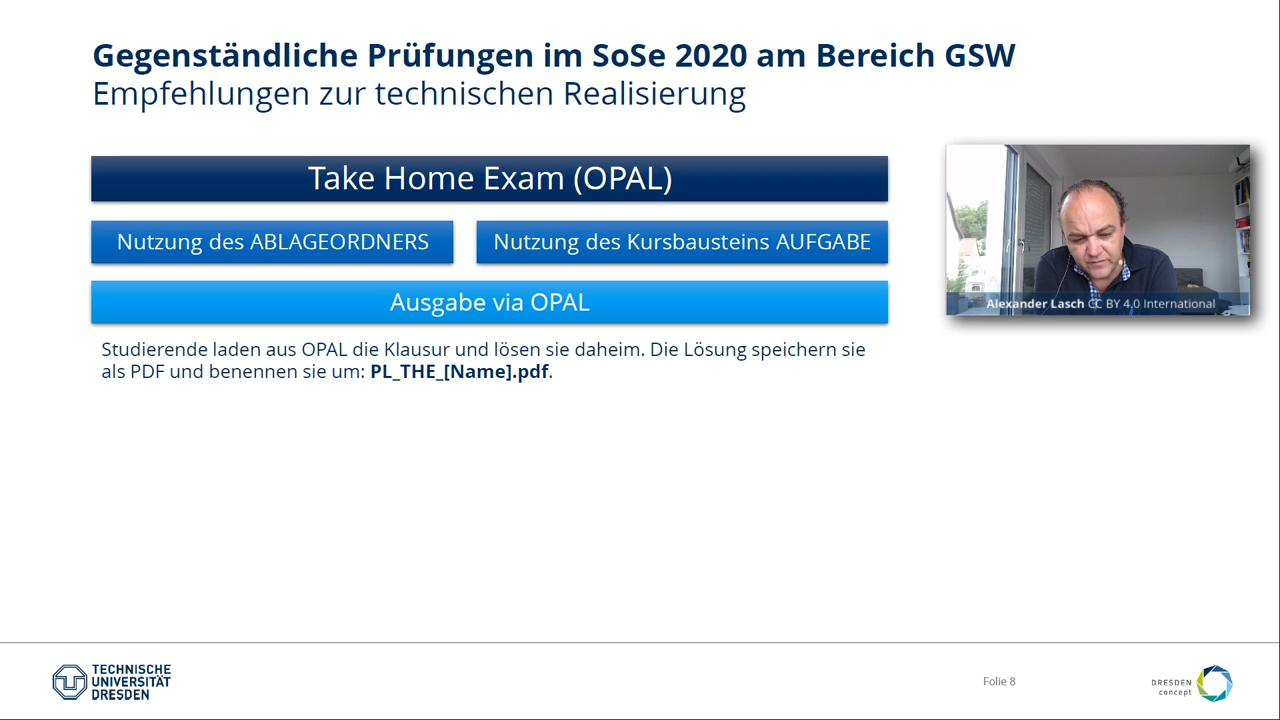 Gegenständliche Prüfungen im SoSe 2020 am Bereich GSW
Empfehlungen zur technischen Realisierung
Take Home Exam (OPAL)
Nutzung des ABLAGEORDNERS
Nutzung des Kursbausteins AUFGABE
Ausgabe via OPAL
Studierende laden aus OPAL die Klausur und lösen sie daheim. Die Lösung speichern sie
als PDF und benennen sie um: PL_THE_[Name].pdf.
Alexander Lasch CC BY 4.0 International
TECHNISCHE
UNIVERSITÄT
DRESDEN
Folie 8
DRESDEN
concept